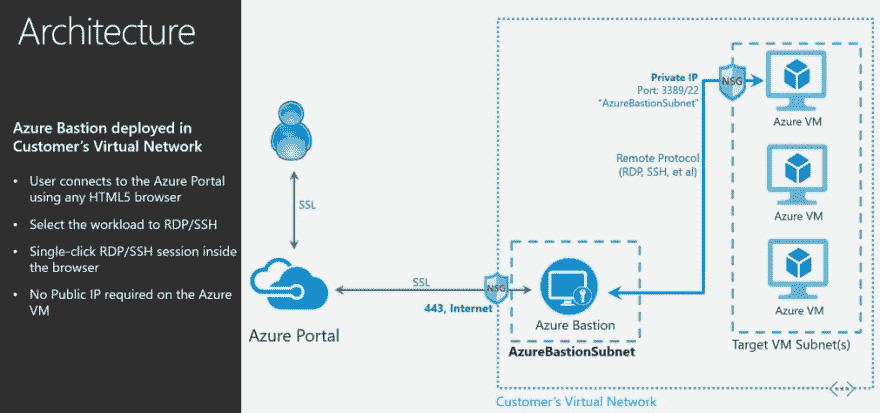 Architecture
Azure Bastion deployed in
Customer's Virtual Network
• User connects to the Azure Portal
using any HTML5 browser
• Select the workload to RDP/SSH
• Single-click RDP/SSH session inside
the browser
• No Public IP required on the Azure
VM
SSL
Azure Portal
SSL
443, Internet
NSG
Azure Bastion
AzureBastionSubnet
Private IP
Port: 3389/22
"AzureBastionSubnet"
Remote Protocol
(RDP, SSH, et al)
NSG
Azure VM
Azure VM
Azure VM
Target VM Subnet(s)
Customer's Virtual Network